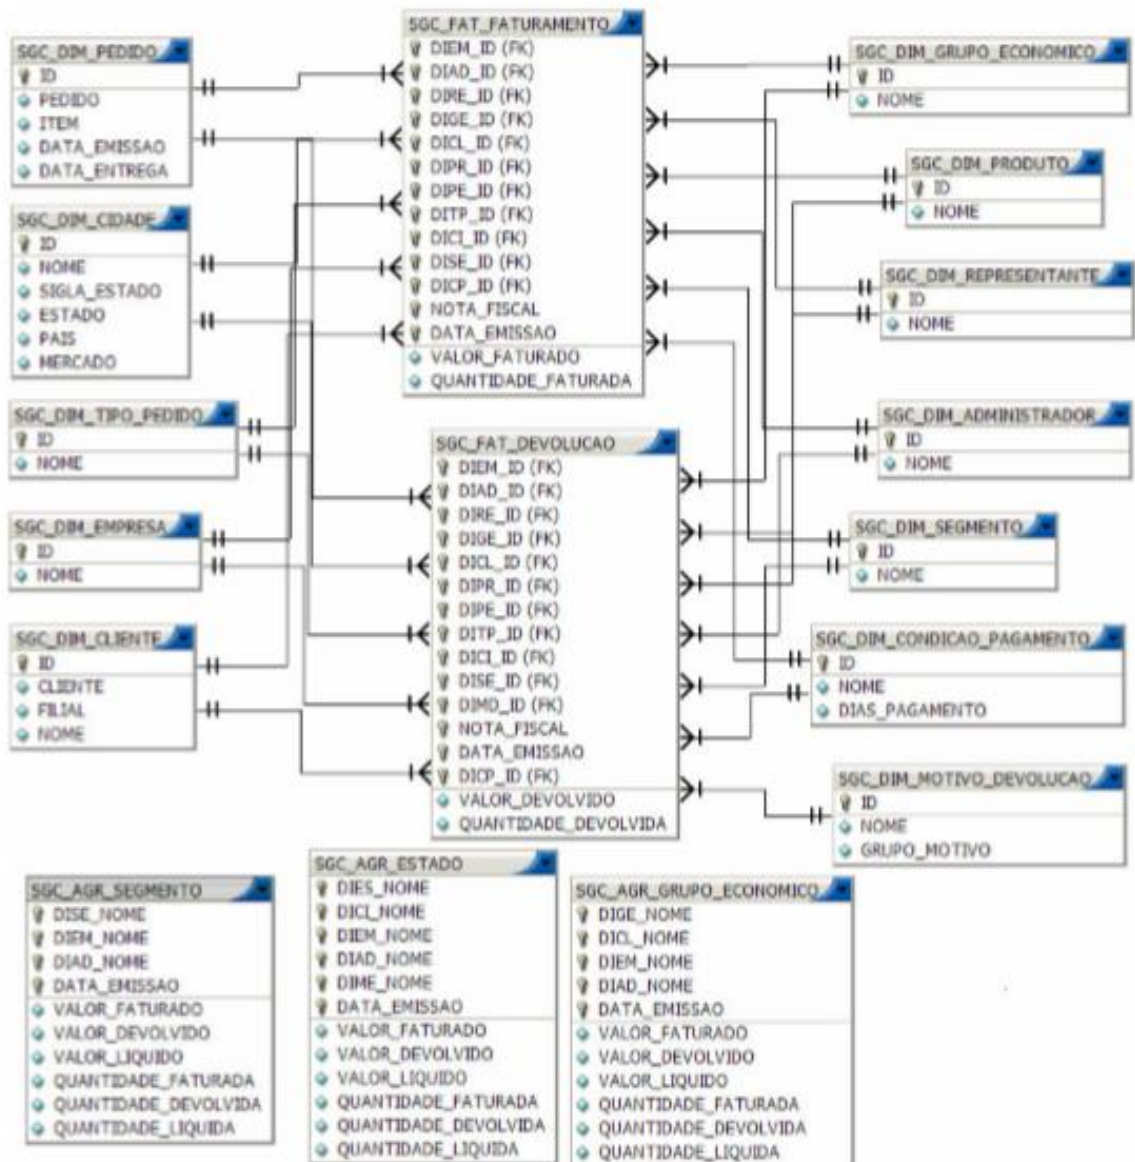 SGC_DIM_PEDIDO
ID
PEDIDO
ITEM
DATA_EMISSAO
DATA_ENTREGA
SGC_DIM_CIDADE
ID
NOME
SIGLA_ESTADO
ESTADO
PAIS
MERCADO
SGC_DIM_TIPO_PEDIDO
ID
NOME
SGC_DIM_EMPRESA
ID
NOME
SGC_DIM_CLIENTE
ID
CLIENTE
FILIAL
NOME
SGC_FAT_FATURAMENTO
DIEM_ID (FK)
DIAD_ID (FK)
DIRE_ID (FK)
DIGE_ID (FK)
DICL_ID (FK)
DIPR_ID (FK)
DIPE_ID (FK)
DITP_ID (FK)
DICI_ID (FK)
DISE_ID (FK)
DICP_ID (FK)
NOTA_FISCAL
DATA_EMISSAO
VALOR_FATURADO
QUANTIDADE_FATURADA
SGC_FAT_DEVOLUCAO
DIEM_ID (FK)
DIAD_ID (FK)
DIRE_ID (FK)
DIGE_ID (FK)
DICL_ID (FK)
DIPR_ID (FK)
DIPE_ID (FK)
DITP_ID (FK)
DICI_ID (FK)
DISE_ID (FK)
DIMD_ID (FK)
NOTA_FISCAL
DATA_EMISSAO
DICP_ID (FK)
VALOR_DEVOLVIDO
QUANTIDADE_DEVOLVIDA
SGC_DIM_GRUPO_ECONOMICO
ID
NOME
SGC_DIM_PRODUTO
ID
NOME
SGC_DIM_REPRESENTANTE
ID
NOME
SGC_DIM_ADMINISTRADOR
ID
NOME
SGC_DIM_SEGMENTO
ID
NOME
SGC_DIM_CONDICAO_PAGAMENTO
ID
NOME
DIAS_PAGAMENTO
SGC_DIM_MOTIVO_DEVOLUCAO
ID
NOME
GRUPO_MOTIVO
SGC_AGR_SEGMENTO
DISE_NOME
DIEM_NOME
DIAD_NOME
DATA_EMISSAO
VALOR_FATURADO
VALOR_DEVOLVIDO
VALOR_LIQUIDO
QUANTIDADE_FATURADA
QUANTIDADE_DEVOLVIDA
QUANTIDADE_LIQUIDA
SGC_AGR_ESTADO
DIES_NOME
DICI_NOME
DIEM_NOME
DIAD_NOME
DIME_NOME
DATA_EMISSAO
VALOR_FATURADO
VALOR_DEVOLVIDO
VALOR_LIQUIDO
QUANTIDADE_FATURADA
QUANTIDADE_DEVOLVIDA
QUANTIDADE_LIQUIDA
SGC_AGR_GRUPO_ECONOMICO
DIGE_NOME
DICL_NOME
DIEM_NOME
DIAD_NOME
DATA_EMISSAO
VALOR_FATURADO
VALOR_DEVOLVIDO
VALOR_LIQUIDO
QUANTIDADE_FATURADA
QUANTIDADE_DEVOLVIDA
QUANTIDADE_LIQUIDA